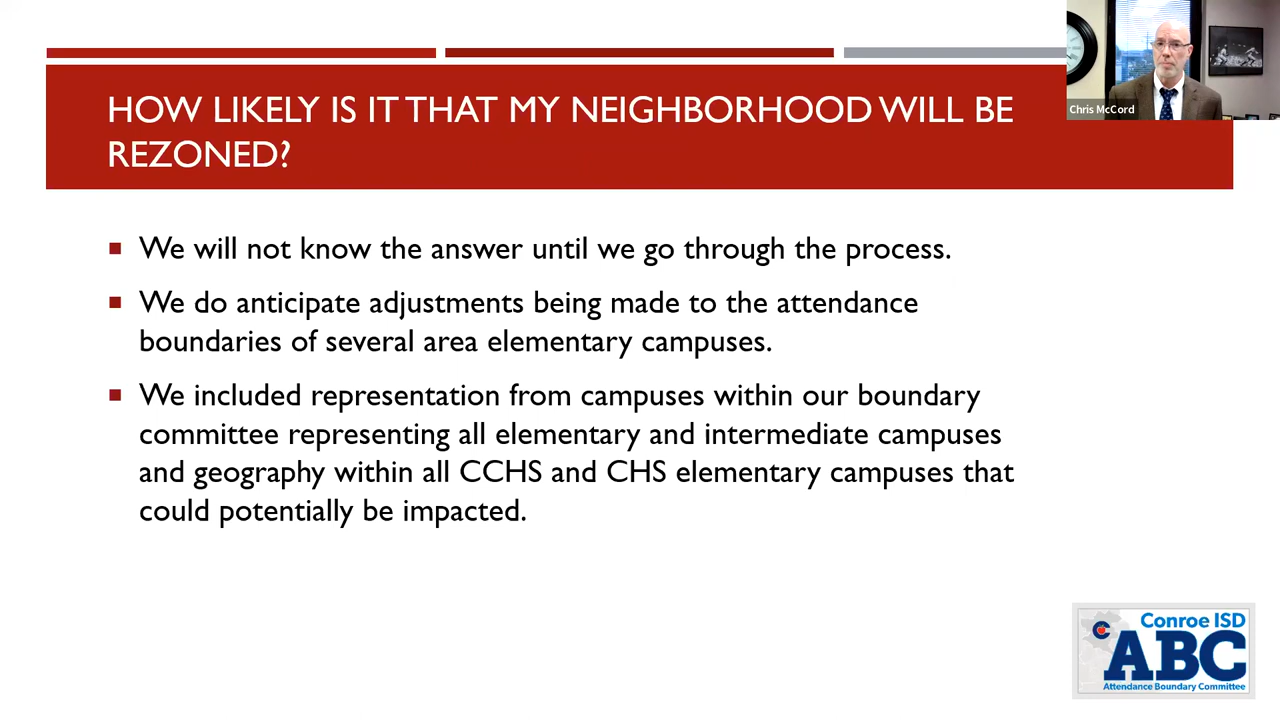 HOW LIKELY IS IT THAT MY NEIGHBORHOOD WILL BE
REZONED?
Chris McCord
We will not know the answer until we go through the process.
We do anticipate adjustments being made to the attendance
boundaries of several area elementary campuses.
We included representation from campuses within our boundary
committee representing all elementary and intermediate campuses
and geography within all CCHS and CHS elementary campuses that
could potentially be impacted.
Conroe ISD
ABC
Attendance Boundary Committee